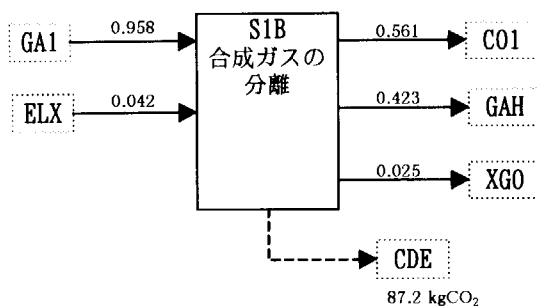 GA1
0.958
ELX
0.042
S1B
合成ガスの
分離
0.561
CO1
0.423
GAH
0.025
XGO
CDE
87.2 kgCO₂